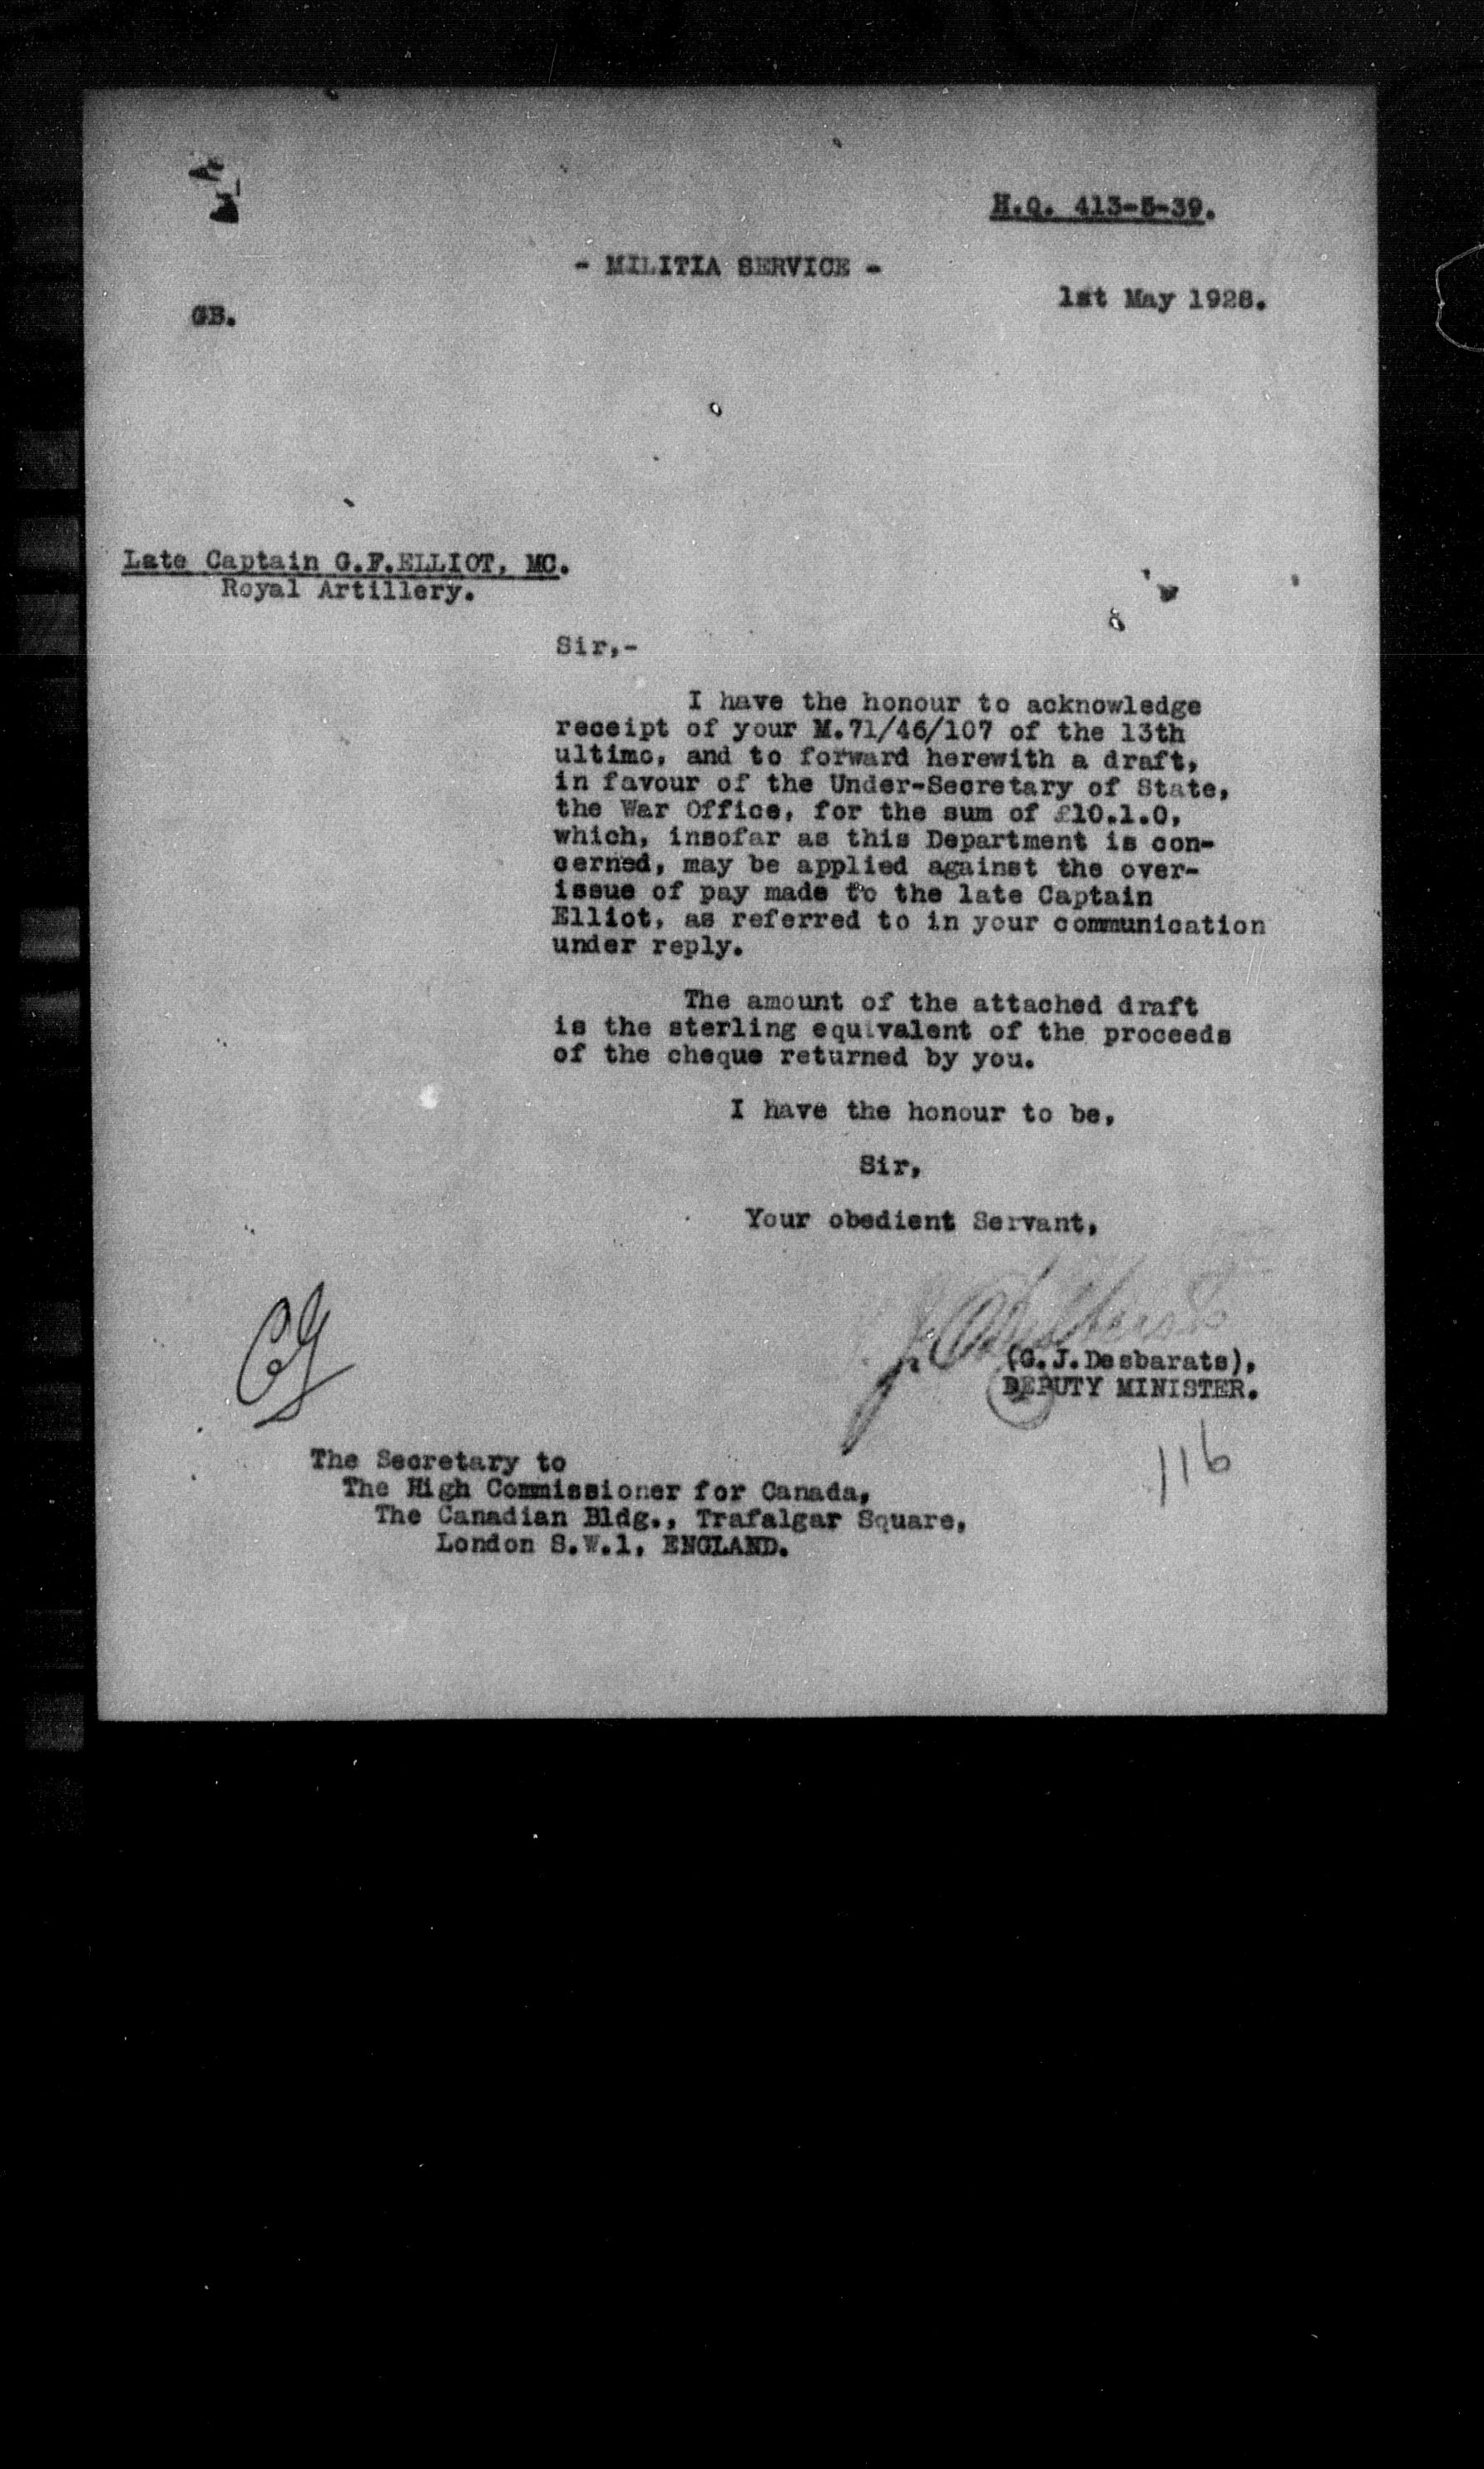 H.Q. 413-5-39.
- MILITIA SERVICE -
1st May 1928.
GB.
Late Captain G.F.ELLIOT, MC.
Royal Artillery.
Sir,-
I have the honour to acknowledge
receipt of your M.71/46/107 of the 13th
ultimo, and to forward herewith a draft,
in favour of the Under-Secretary of State,
the War Office, for the sum of £10.1.0,
which, insofar as this Department is con-
cerned, may be applied against the over-
issue of pay made to the late Captain
Elliot, as referred to in your communication
under reply.
The amount of the attached draft
is the sterling equivalent of the proceeds
of the cheque returned by you.
I have the honour to be,
Sir,
Your obedient Servant,
(G.J.Desbarats),
DEPUTY MINISTER.
116
The Secretary to
The High Commissioner for Canada,
The Canadian Bldg., Trafalgar Square,
London S.W.1, ENGLAND.